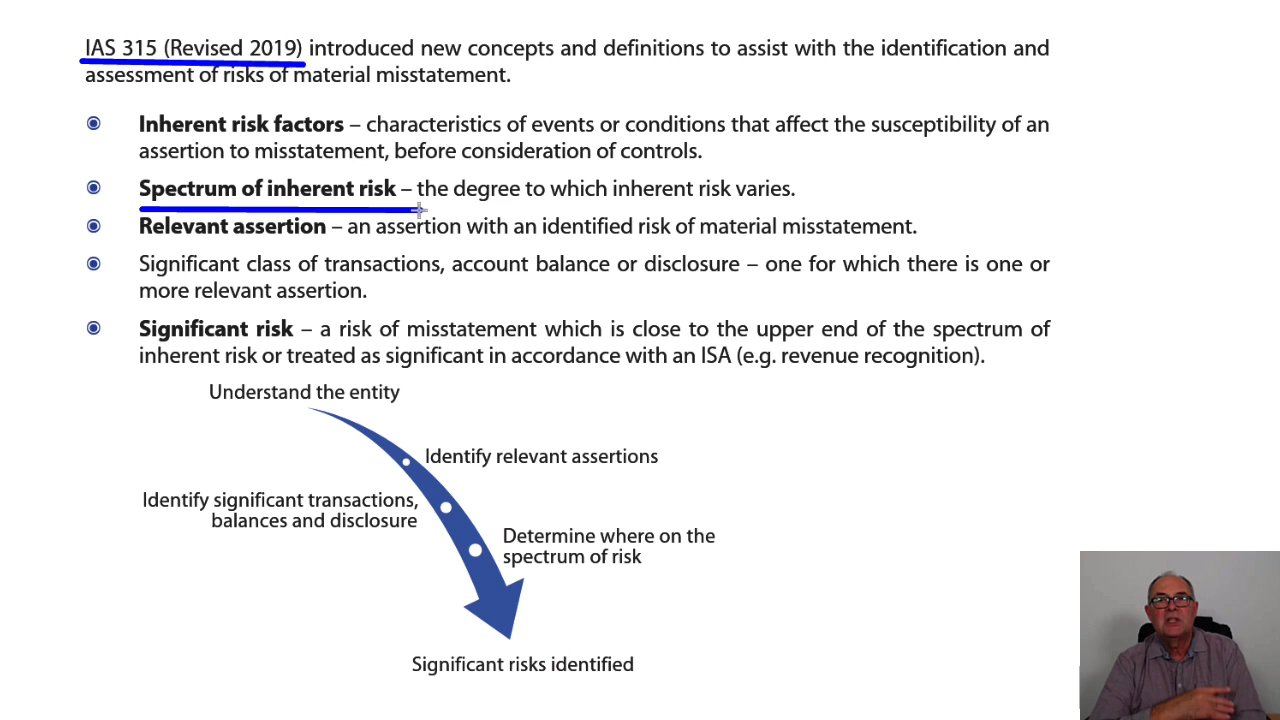 IAS 315 (Revised 2019) introduced new concepts and definitions to assist with the identification and
assessment of risks of material misstatement.
Inherent risk factors – characteristics of events or conditions that affect the susceptibility of an
assertion to misstatement, before consideration of controls.
Spectrum of inherent risk – the degree to which inherent risk varies.
Relevant assertion – an assertion with an identified risk of material misstatement.
Significant class of transactions, account balance or disclosure – one for which there is one or
more relevant assertion.
Significant risk – a risk of misstatement which is close to the upper end of the spectrum of
inherent risk or treated as significant in accordance with an ISA (e.g. revenue recognition).
Understand the entity
Identify relevant assertions
Identify significant transactions,
balances and disclosure
Determine where on the
spectrum of risk
Significant risks identified